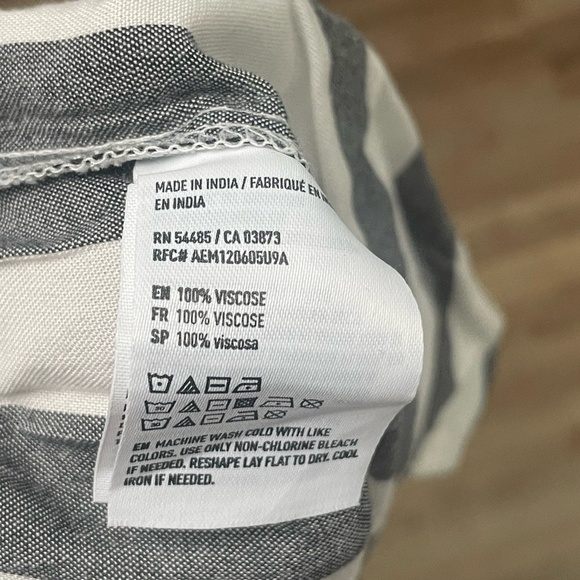 MADE IN INDIA / FABRIQUÉ EN
EN INDIA
RN 54485 / CA 03873
RFC# AEM120605U9A
EN 100% VISCOSE
FR 100% VISCOSE
SP 100% viscosa
EN MACHINE WASH COLD WITH LIKE
COLORS. USE ONLY NON-CHLORINE BLEACH
IF NEEDED. RESHAPE LAY FLAT TO DRY. COOL
IRON IF NEEDED.